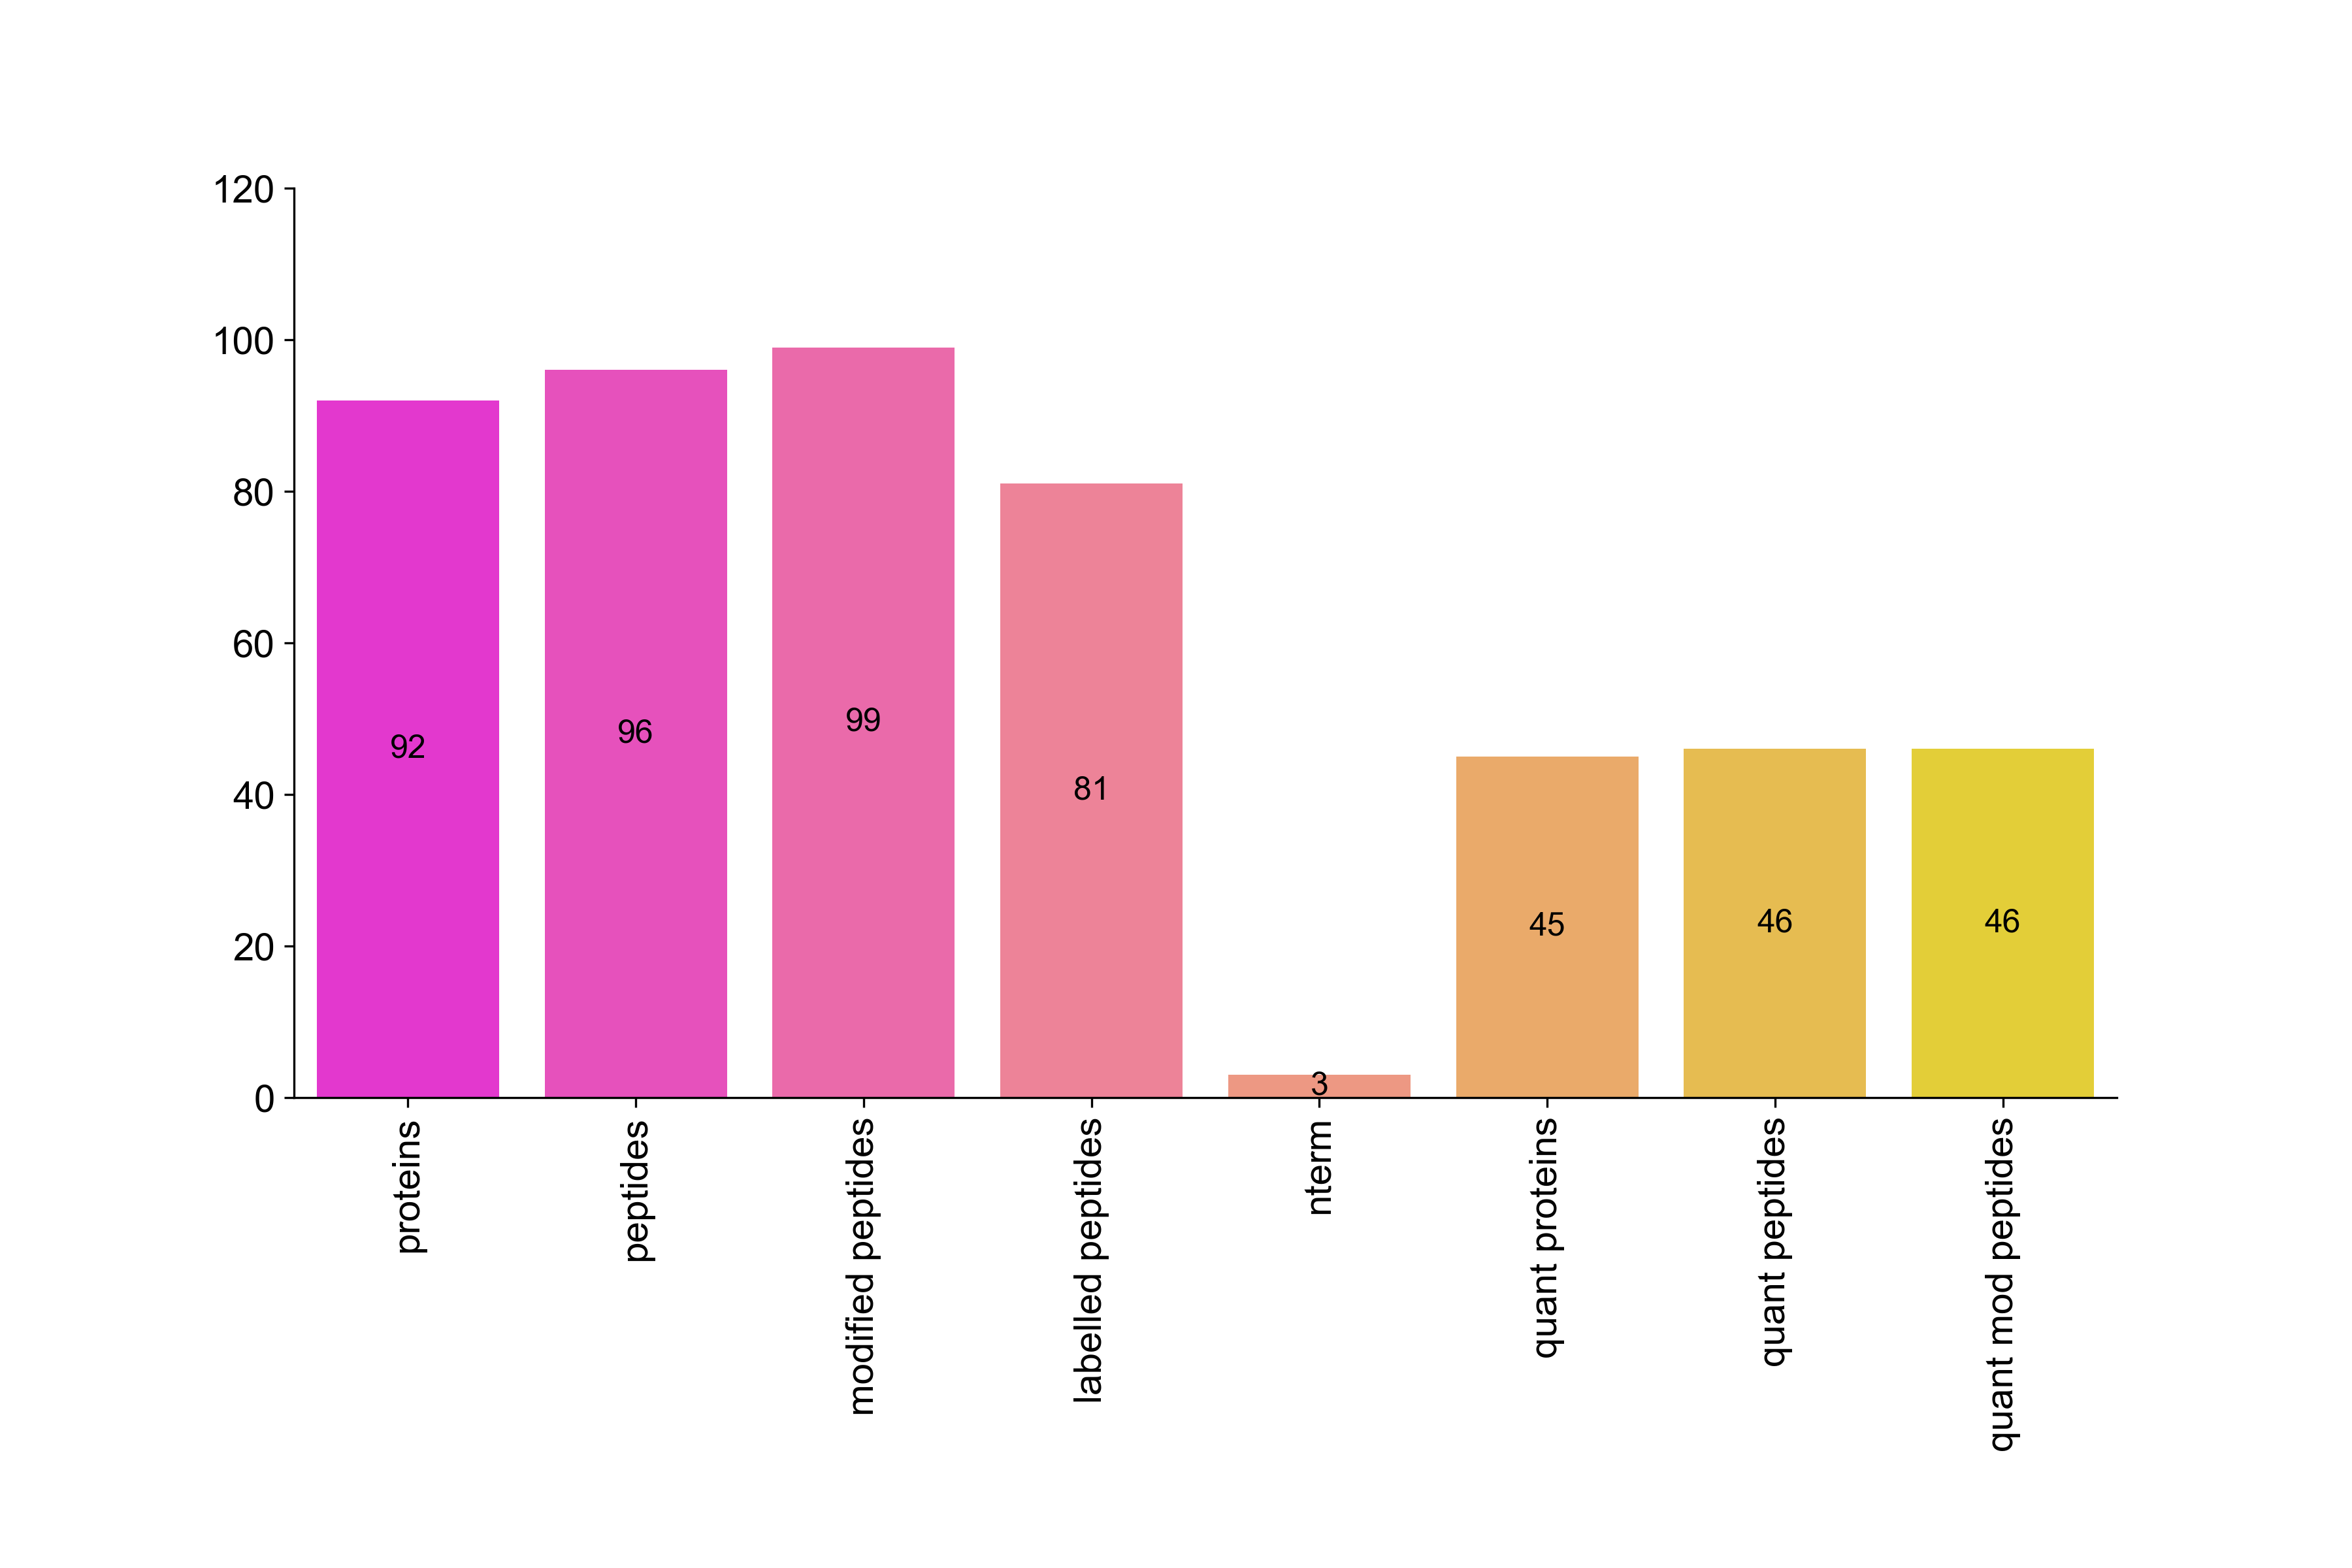 120
100
80
60
40
20
0
92
96
99
81
3
45
46
46
proteins
peptides
modified peptides
labelled peptides
nterm
quant proteins
quant peptides
quant mod peptides